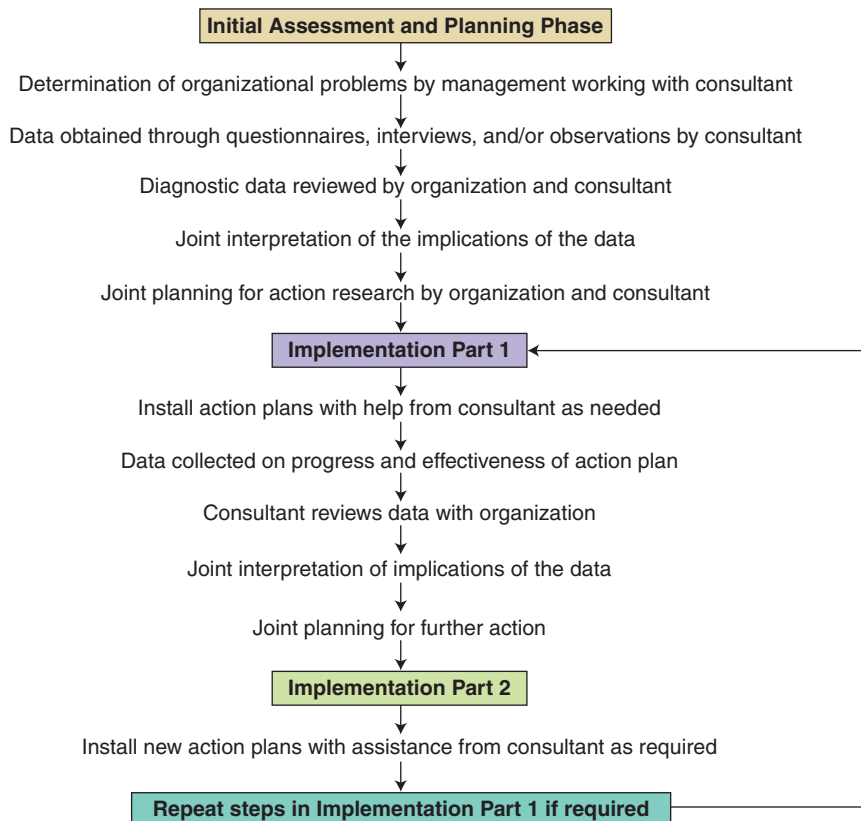 Initial Assessment and Planning Phase
Determination of organizational problems by management working with consultant
Data obtained through questionnaires, interviews, and/or observations by consultant
Diagnostic data reviewed by organization and consultant
Joint interpretation of the implications of the data
Joint planning for action research by organization and consultant
Implementation Part 1
Install action plans with help from consultant as needed
Data collected on progress and effectiveness of action plan
Consultant reviews data with organization
Joint interpretation of implications of the data
Joint planning for further action
Implementation Part 2
Install new action plans with assistance from consultant as required
Repeat steps in Implementation Part 1 if required